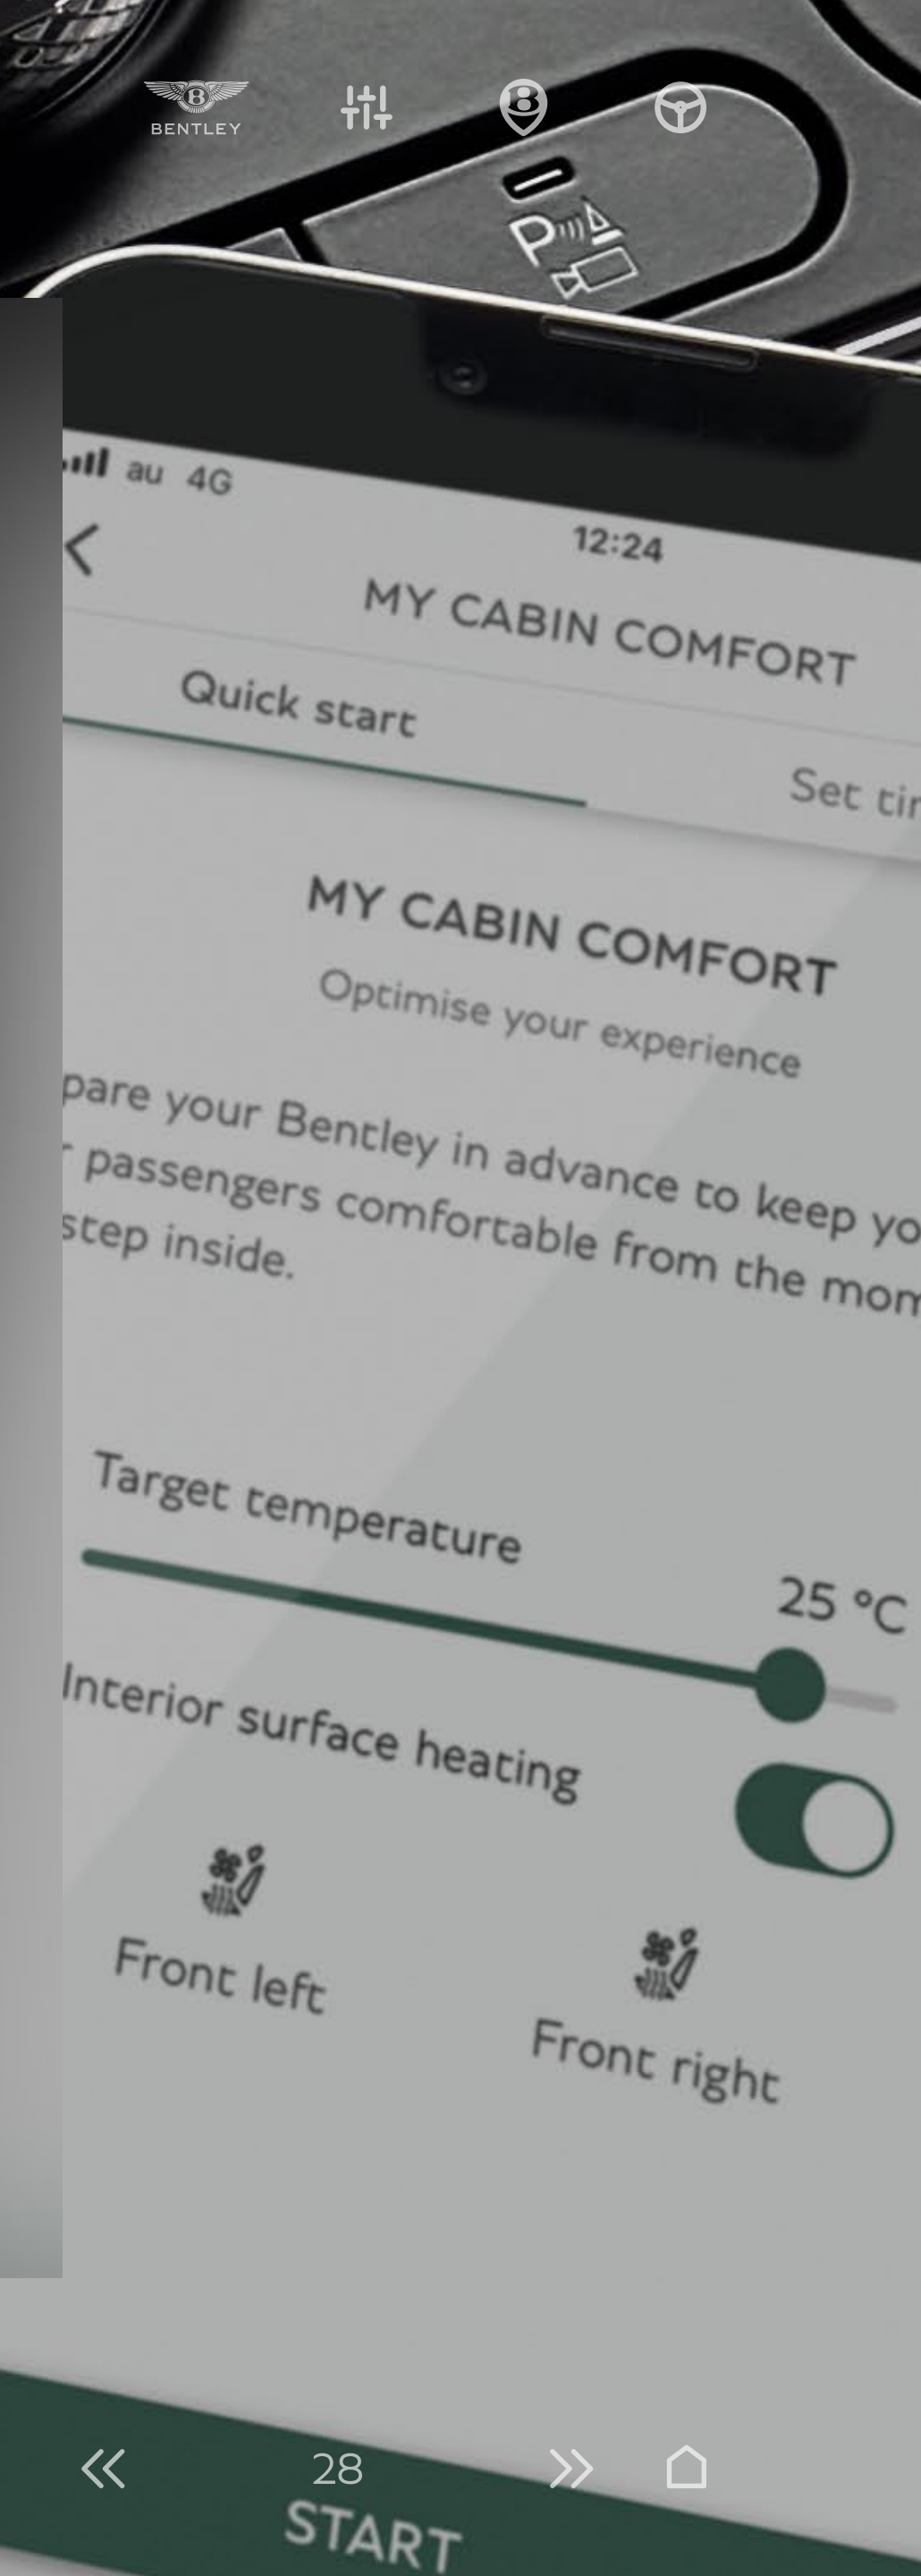 BENTLEY
P
au 4G
12:24
MY CABIN COMFORT
Quick start
Set tir
MY CABIN COMFORT
Optimise your experience
pare your Bentley in advance to keep yo
r passengers comfortable from the mom
step inside.
Target temperature
25 °C
Interior surface heating
Front left
Front right
28
START